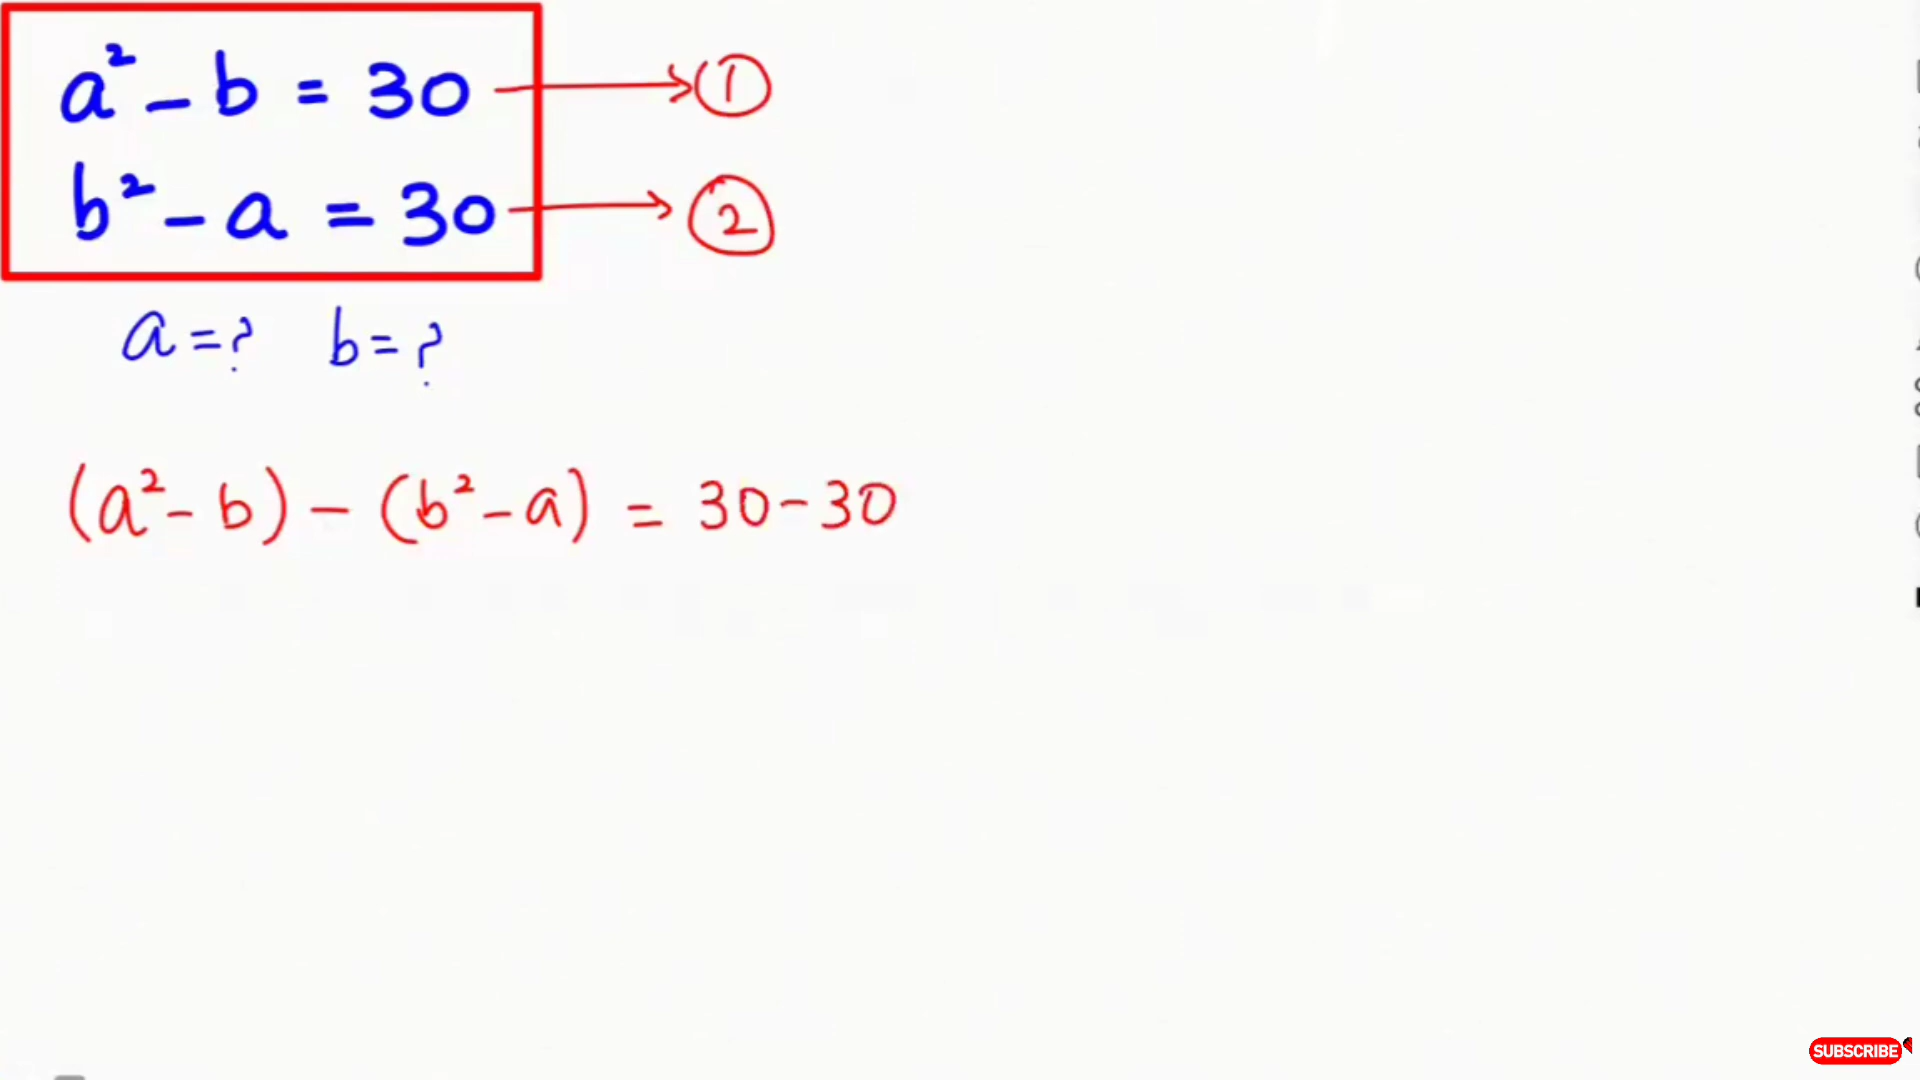 a² - b = 30 → ①
b² - a = 30 → ②
a = ? b = ?
(a² - b) - (b² - a) = 30 - 30
SUBSCRIBE